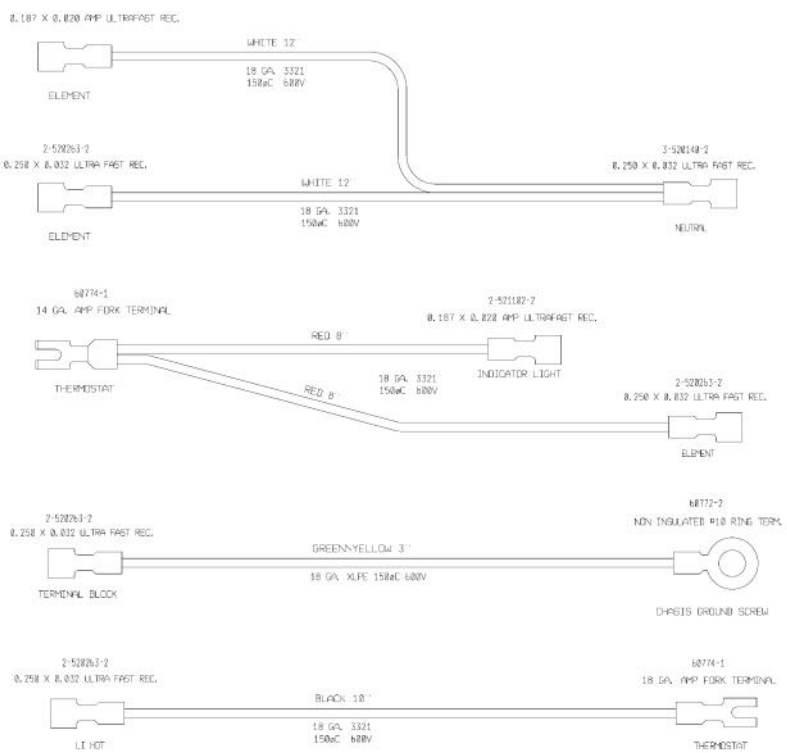 0.187 X 0.020 AMP ULTRAFAST REC.
WHITE 12"
18 GA. 3321
150øC 600V
ELEMENT
2-520263-2
0.250 X 0.032 ULTRA FAST REC.
3-520140-2
0.250 X 0.032 ULTRA FAST REC.
WHITE 12"
18 GA. 3321
150øC 600V
ELEMENT
NEUTRAL
60774-1
14 GA. AMP FORK TERMINAL
2-521102-2
0.187 X 0.020 AMP ULTRAFAST REC.
RED 8"
THERMOSTAT
RED 8"
18 GA. 3321
150øC 600V
INDICATOR LIGHT
2-520263-2
0.250 X 0.032 ULTRA FAST REC.
ELEMENT
60772-2
NON INSULATED #10 RING TERM.
2-520263-2
0.250 X 0.032 ULTRA FAST REC.
GREEN\YELLOW 3"
18 GA. XLPE 150øC 600V
TERMINAL BLOCK
CHASIS GROUND SCREW
2-520263-2
0.250 X 0.032 ULTRA FAST REC.
60774-1
18 GA. AMP FORK TERMINAL
BLACK 10"
18 GA. 3321
150øC 600V
LI HOT
THERMOSTAT